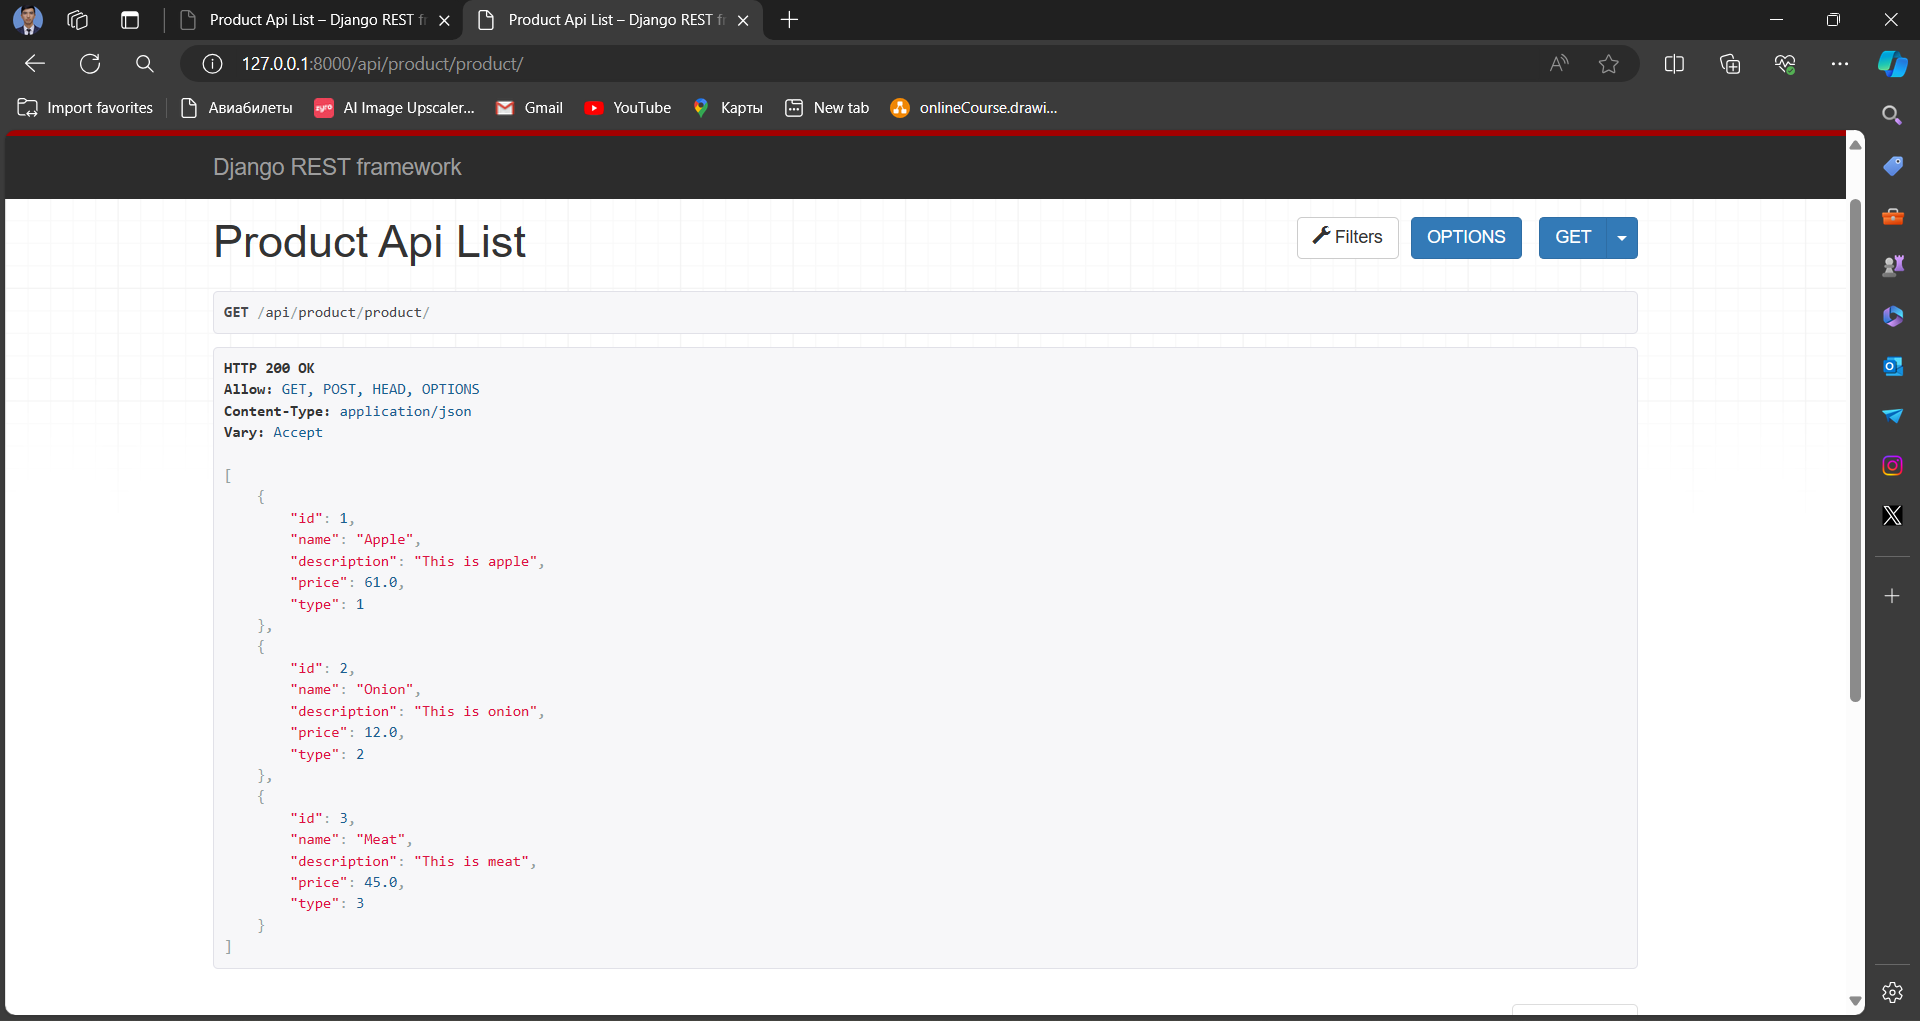 Product Api List – Django REST f
Product Api List – Django REST f
127.0.0.1:8000/api/product/product/
Import favorites
Авиабилеты
zyro
AI Image Upscaler...
Gmail
YouTube
Карты
New tab
onlineCourse.drawi...
Django REST framework
Product Api List
Filters
OPTIONS
GET
GET /api/product/product/
HTTP 200 OK
Allow: GET, POST, HEAD, OPTIONS
Content-Type: application/json
Vary: Accept
[
{
"id": 1,
"name": "Apple",
"description": "This is apple",
"price": 61.0,
"type": 1
},
{
"id": 2,
"name": "Onion",
"description": "This is onion",
"price": 12.0,
"type": 2
},
{
"id": 3,
"name": "Meat",
"description": "This is meat",
"price": 45.0,
"type": 3
}
]